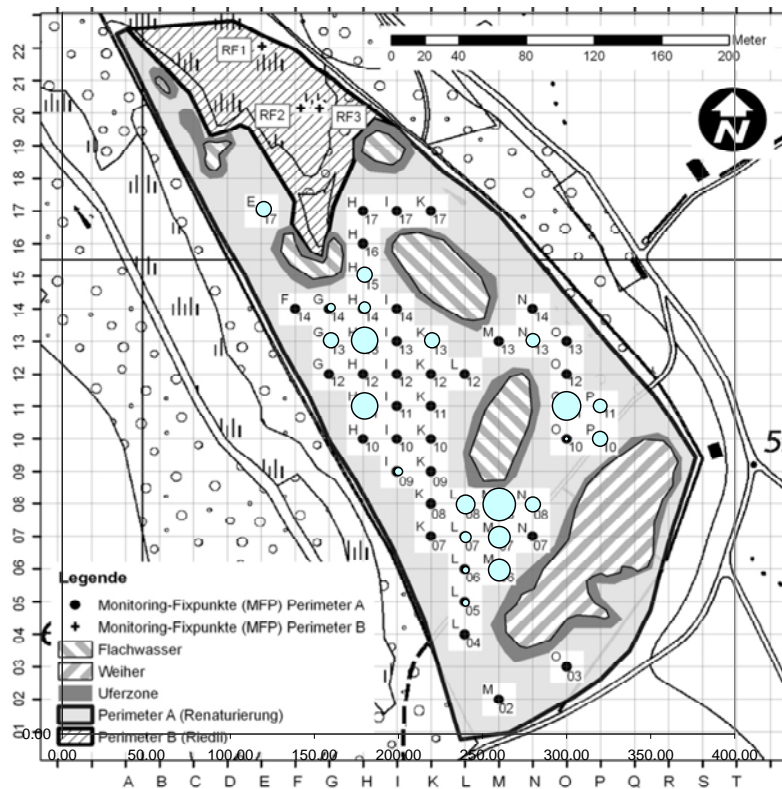 22
21
20
19
18
17
16
15
14
13
12
11
10
09
08
07
06
05
04
03
02
01
0 20 40 80 120 160 200 Meter
N
RF1
RF2
RF3
E 17
H 17
I 17
K 17
H 16
H 15
F 14
G 14
H 14
I 14
N 14
G 13
H 3
I 13
K 13
M 13
N 13
O 13
G 12
H 12
I 12
K 12
L 12
O 12
H
I 11
K 11
O
P 11
H 10
I 10
K 10
O 10
P 10
I 09
K 09
K 08
L 08
M
N 08
K 07
L 07
M 7
N 07
L 06
M 6
L 05
L 04
O 03
M 02
5
Legende
Monitoring-Fixpunkte (MFP) Perimeter A
Monitoring-Fixpunkte (MFP) Perimeter B
Flachwasser
Weiher
Uferzone
Perimeter A (Renaturierung)
Perimeter B (Riedli)
0.00
0.00 50.00 100.00 150.00 200.00 250.00 300.00 350.00 400.00
A B C D E F G H I K L M N O P Q R S T